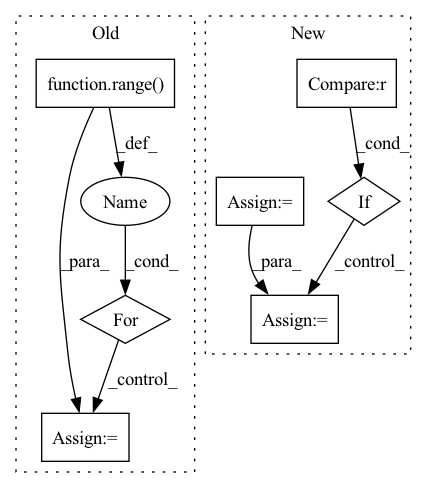 Old
New
function.range()
Compare:r
_def_
_cond_
Name
Assign:=
If
_para_
_cond_
_para_
_control_
For
Assign:=
_control_
Assign:=